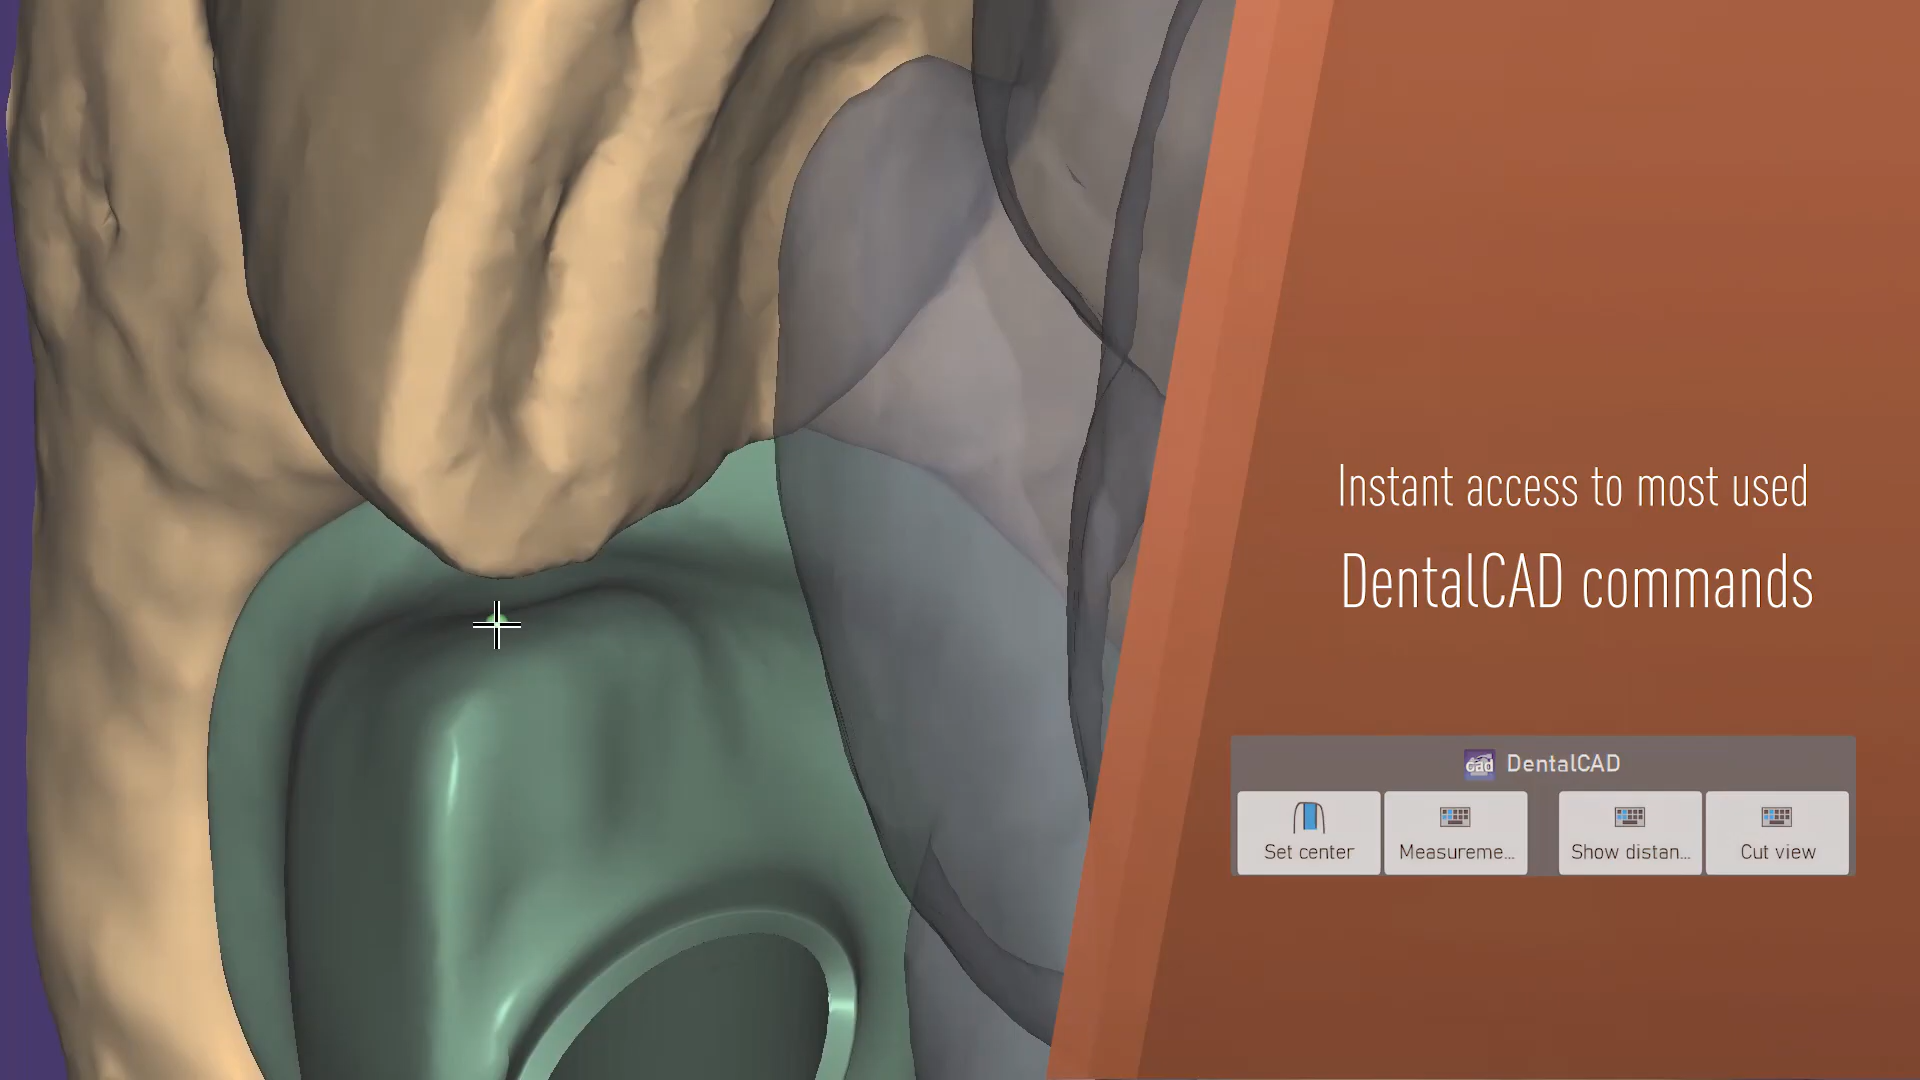 Instant access to most used
DentalCAD commands
cad DentalCAD
Set center
Measureme...
Show distan...
Cut view